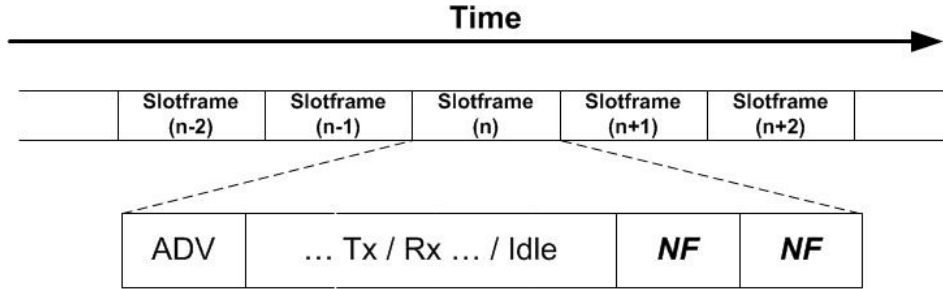 Time
Slotframe Slotframe Slotframe Slotframe Slotframe
(n-2) (n-1) (n) (n+1) (n+2)
ADV ... Tx / Rx ... / Idle NF NF